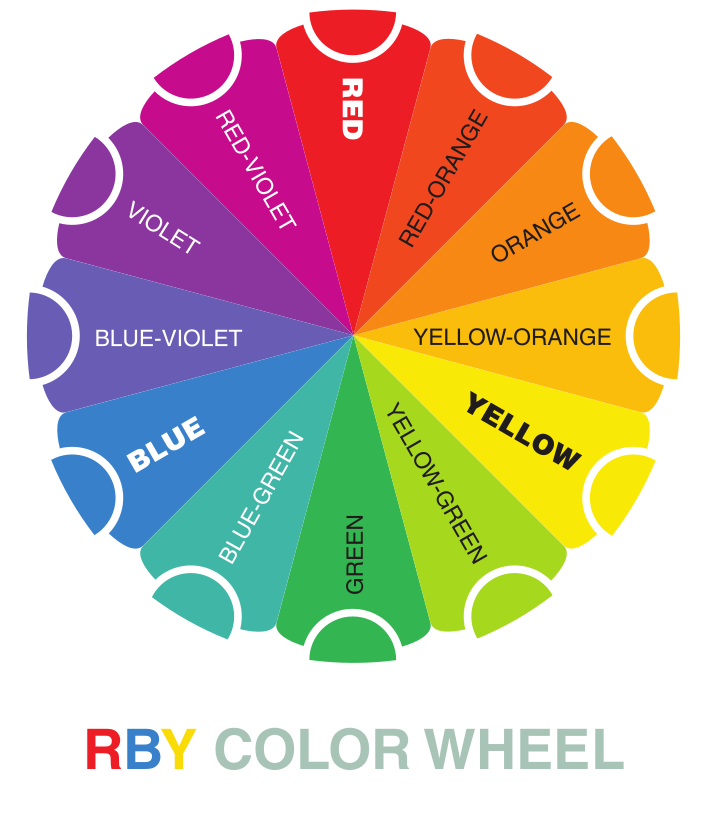 RED
RED-ORANGE
ORANGE
YELLOW-ORANGE
YELLOW
YELLOW-GREEN
GREEN
BLUE-GREEN
BLUE
BLUE-VIOLET
VIOLET
RED-VIOLET
RBY COLOR WHEEL